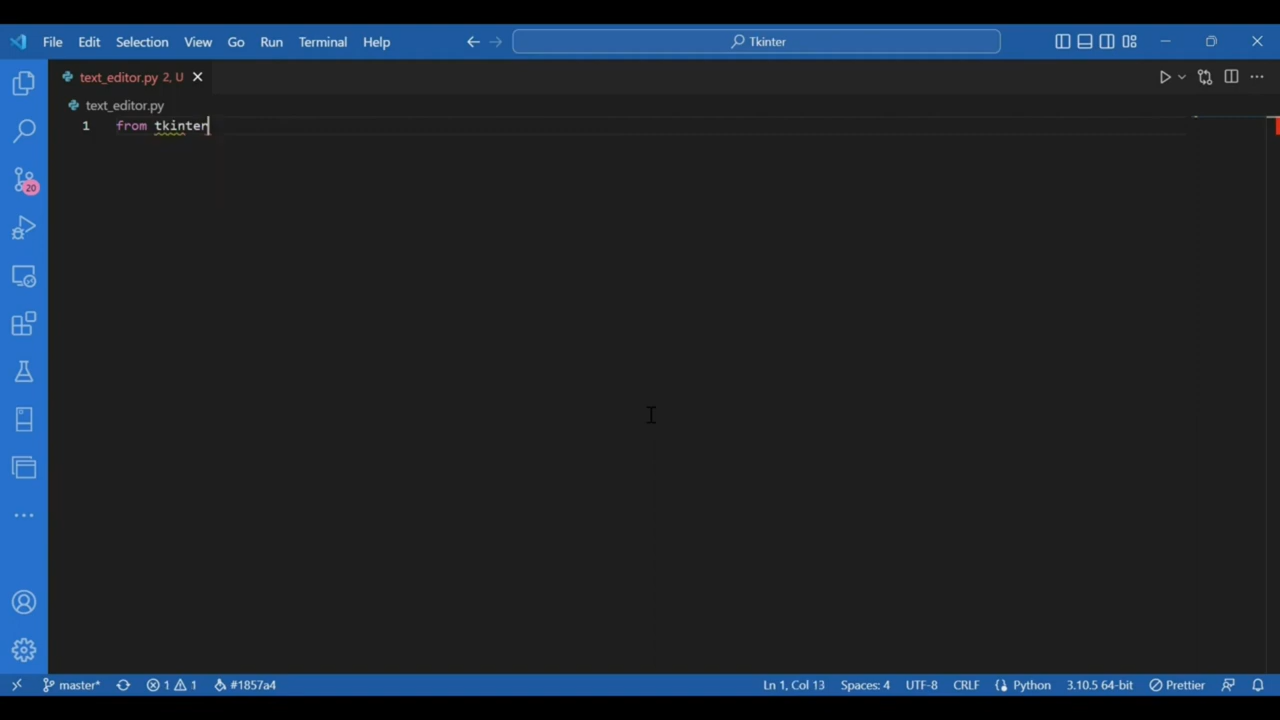 File Edit Selection View Go Run Terminal Help Tkinter
text_editor.py 2, U
text_editor.py
1 from tkinter
20
master* 1 1 #1857a4 Ln 1, Col 13 Spaces: 4 UTF-8 CRLF Python 3.10.5 64-bit Prettier